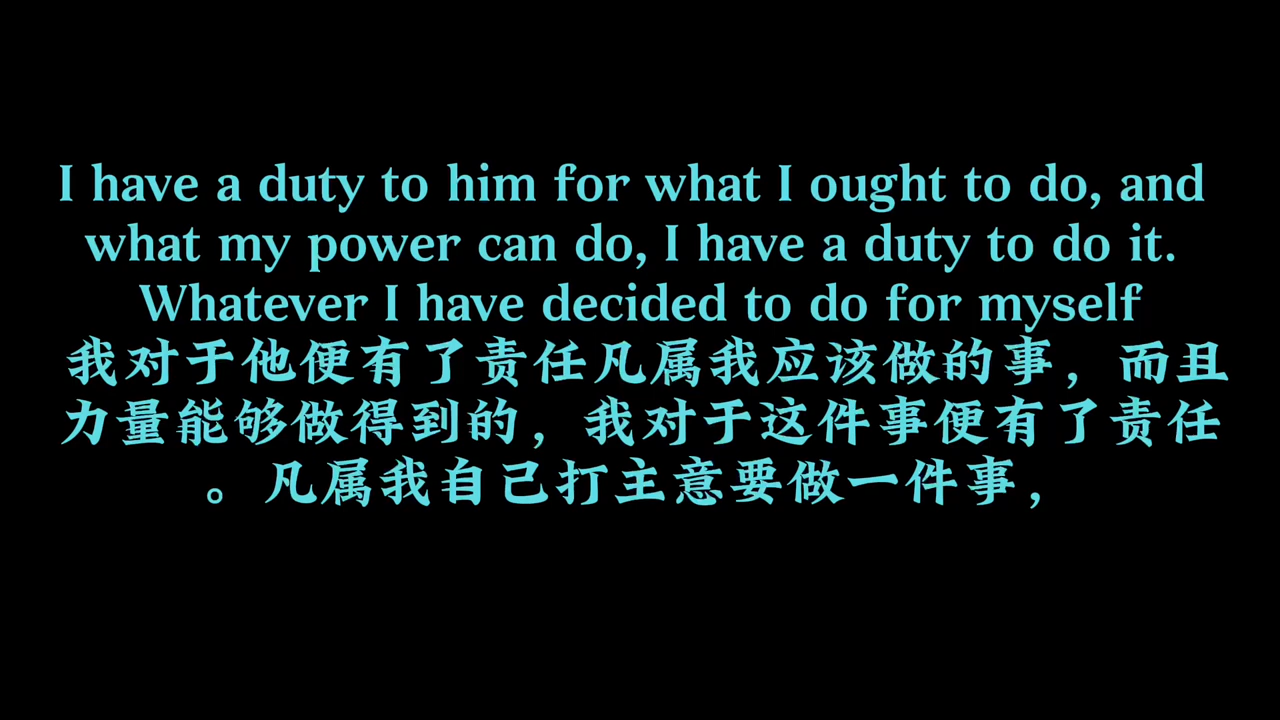 I have a duty to him for what I ought to do, and
what my power can do, I have a duty to do it.
Whatever I have decided to do for myself
我对于他便有了责任凡属我应该做的事，而且
力量能够做得到的，我对于这件事便有了责任
。凡属我自己打主意要做一件事，